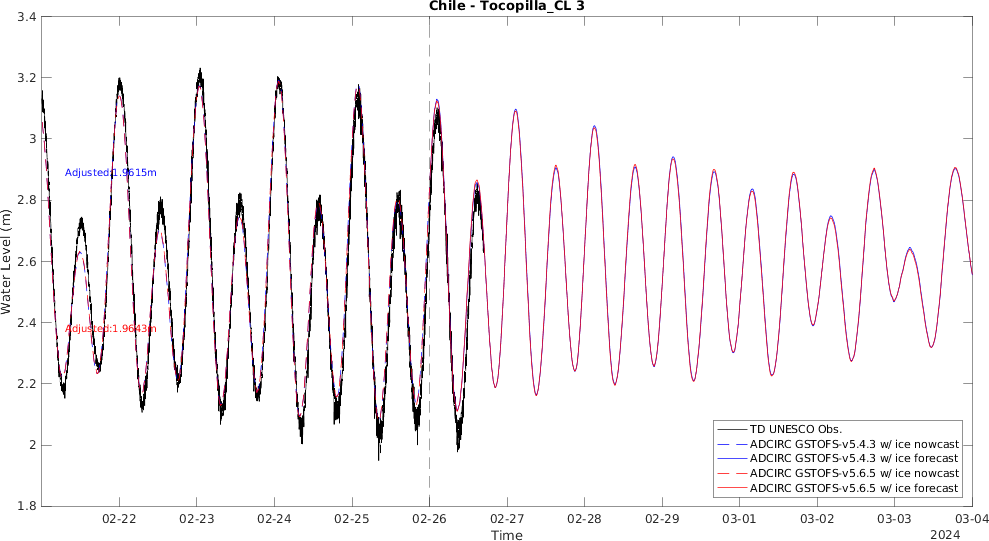 Chile - Tocopilla_CL 3
3.4
3.2
3
2.8
2.6
2.4
2.2
2
1.8
Water Level (m)
Adjusted:1.9615m
Adjusted:1.9643m
TD UNESCO Obs.
ADCIRC GSTOFS-v5.4.3 w/ ice nowcast
ADCIRC GSTOFS-v5.4.3 w/ ice forecast
ADCIRC GSTOFS-v5.6.5 w/ ice nowcast
ADCIRC GSTOFS-v5.6.5 w/ ice forecast
02-22 02-23 02-24 02-25 02-26 02-27 02-28 02-29 03-01 03-02 03-03 03-04
Time
2024